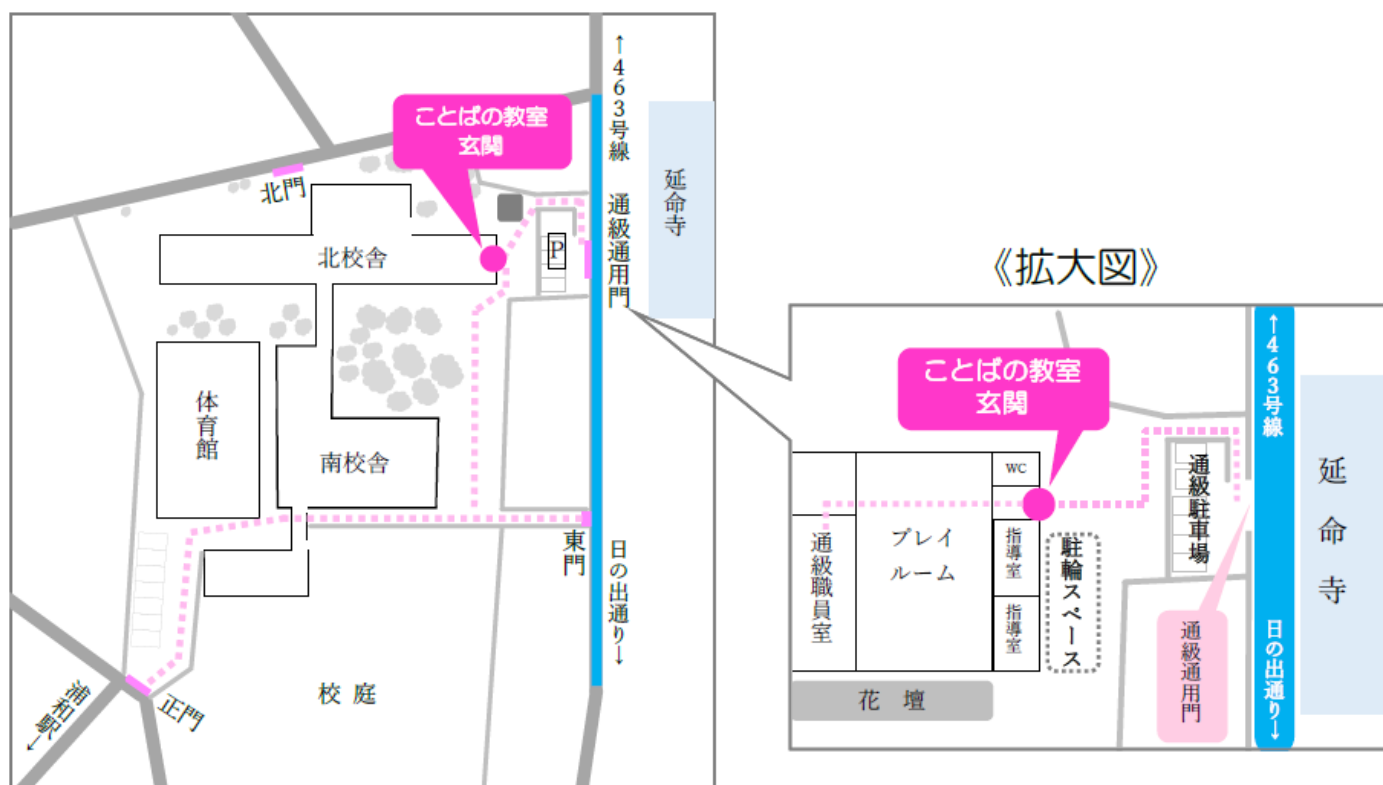 ↑463号線
ことばの教室
玄関
延命寺
北門
通級通用門
北校舎
P
体育館
南校舎
東門
日の出通り→
校庭
正門
浦和駅→
《拡大図》
↑463号線
ことばの教室
玄関
延命寺
WC
通級駐車場
プレイ
ルーム
指導室
駐輪スペース
通級職員室
指導室
通級通用門
日の出通り→
花壇